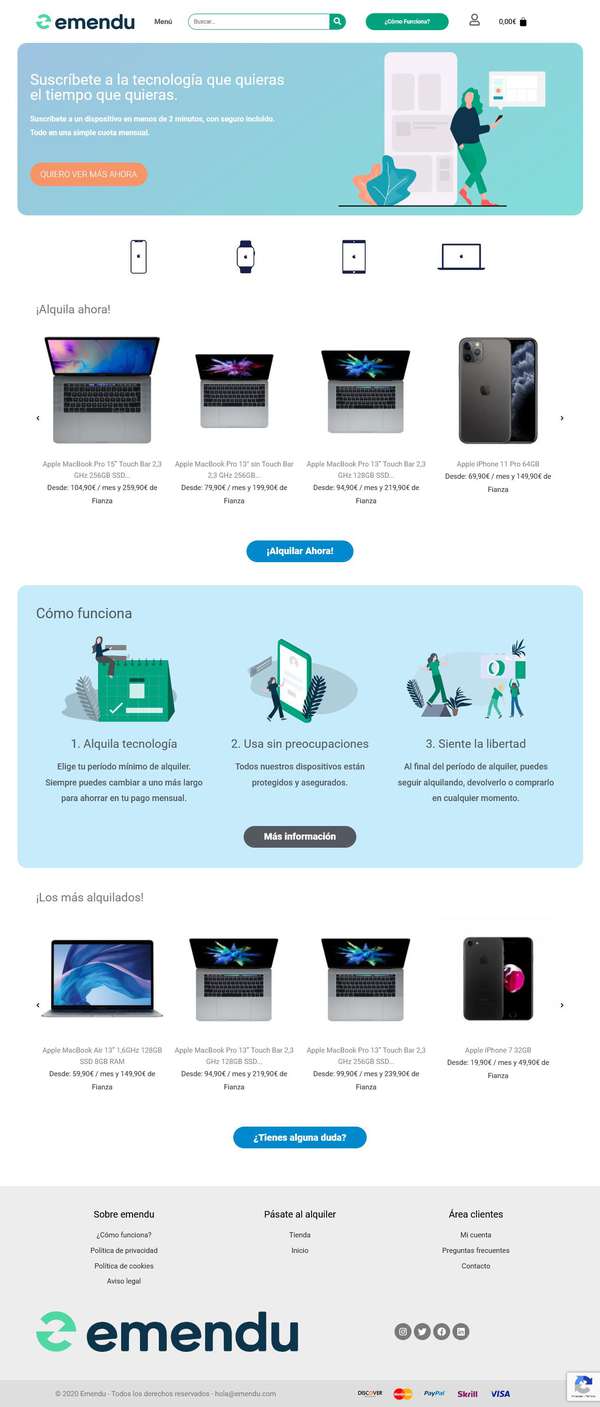 emendu
Menú
Buscar...
¿Cómo Funciona?
0,00€
Suscríbete a la tecnología que quieras
el tiempo que quieras.
Suscríbete a un dispositivo en menos de 2 minutos, con seguro incluido.
Todo en una simple cuota mensual.
QUIERO VER MÁS AHORA
¡Alquila ahora!
Apple MacBook Pro 15" Touch Bar 2,3
GHz 256GB SSD...
Desde: 104,90€ / mes y 259,90€ de
Fianza
Apple MacBook Pro 13" sin Touch Bar
2,3 GHz 256GB...
Desde: 79,90€ / mes y 199,90€ de
Fianza
Apple MacBook Pro 13" Touch Bar 2,3
GHz 128GB SSD...
Desde: 94,90€ / mes y 219,90€ de
Fianza
Apple iPhone 11 Pro 64GB
Desde: 69,90€ / mes y 149,90€ de
Fianza
¡Alquilar Ahora!
Cómo funciona
1. Alquila tecnología
Elige tu período mínimo de alquiler.
Siempre puedes cambiar a uno más largo
para ahorrar en tu pago mensual.
2. Usa sin preocupaciones
Todos nuestros dispositivos están
protegidos y asegurados.
3. Siente la libertad
Al final del período de alquiler, puedes
seguir alquilando, devolverlo o comprarlo
en cualquier momento.
Más información
¡Los más alquilados!
Apple MacBook Air 13" 1,6GHz 128GB
SSD 8GB RAM
Desde: 59,90€ / mes y 149,90€ de
Fianza
Apple MacBook Pro 13" Touch Bar 2,3
GHz 128GB SSD...
Desde: 94,90€ / mes y 219,90€ de
Fianza
Apple MacBook Pro 13" Touch Bar 2,3
GHz 256GB SSD...
Desde: 99,90€ / mes y 239,90€ de
Fianza
Apple iPhone 7 32GB
Desde: 19,90€ / mes y 49,90€ de
Fianza
¿Tienes alguna duda?
Sobre emendu
¿Cómo funciona?
Política de privacidad
Política de cookies
Aviso legal
Pásate al alquiler
Tienda
Inicio
Área clientes
Mi cuenta
Preguntas frecuentes
Contacto
emendu
© 2020 Emendu - Todos los derechos reservados - hola@emendu.com
DISCOVER
MasterCard
PayPal
Skrill
VISA